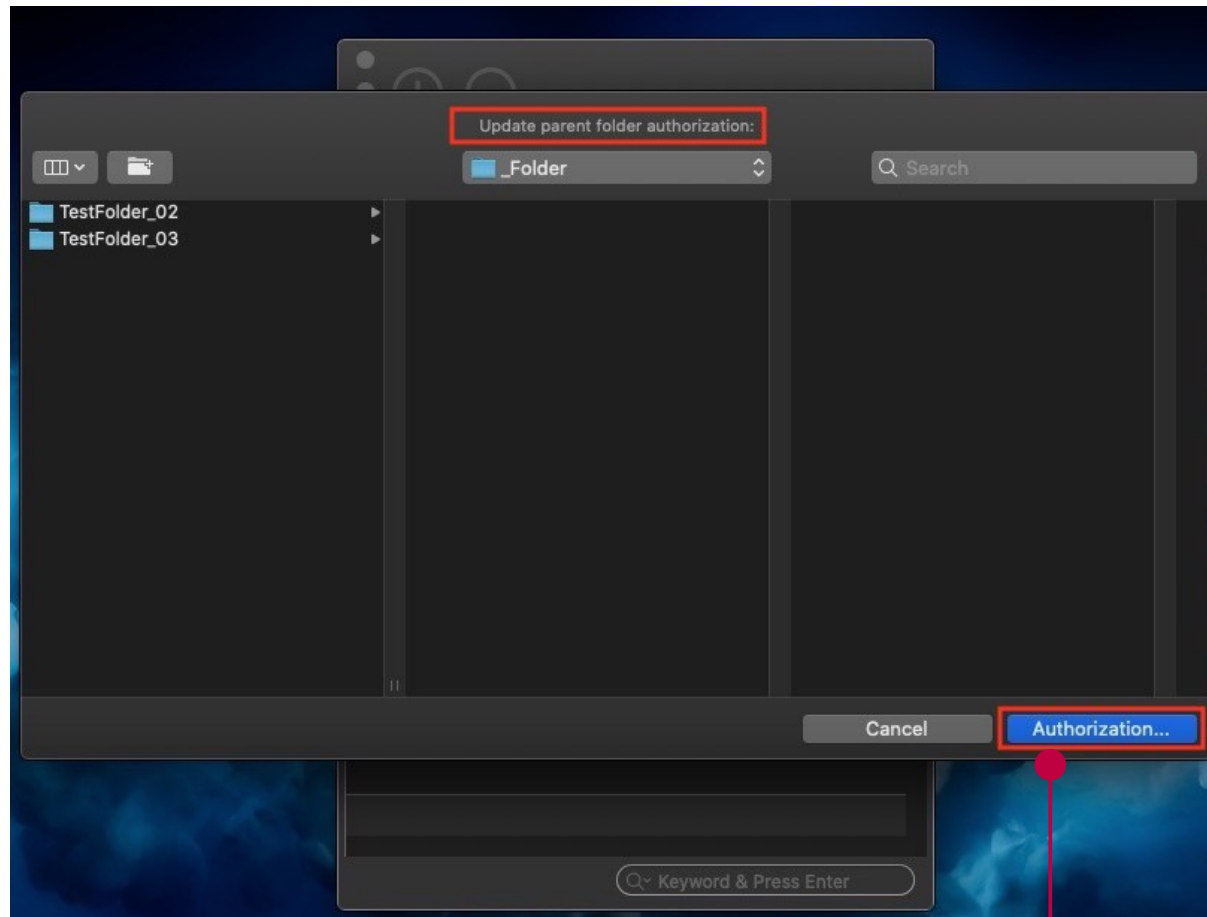 Update parent folder authorization:
_Folder
Search
TestFolder_02
TestFolder_03
Cancel
Authorization...
Keyword & Press Enter